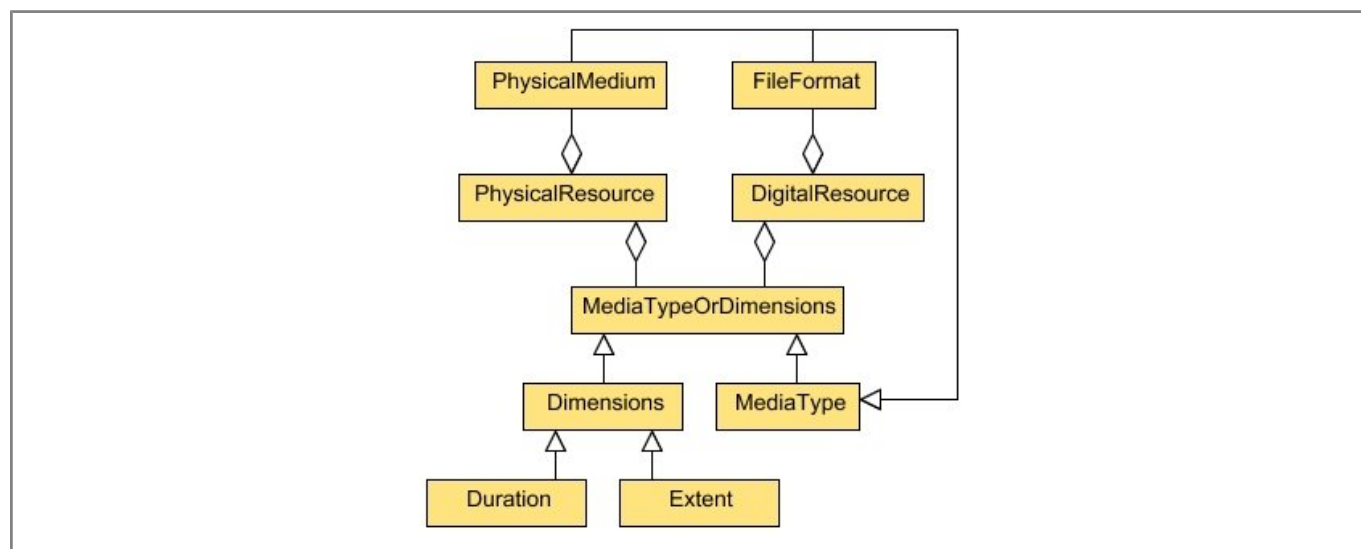 PhysicalMedium
FileFormat
PhysicalResource
DigitalResource
MediaTypeOrDimensions
Dimensions
MediaType
Duration
Extent